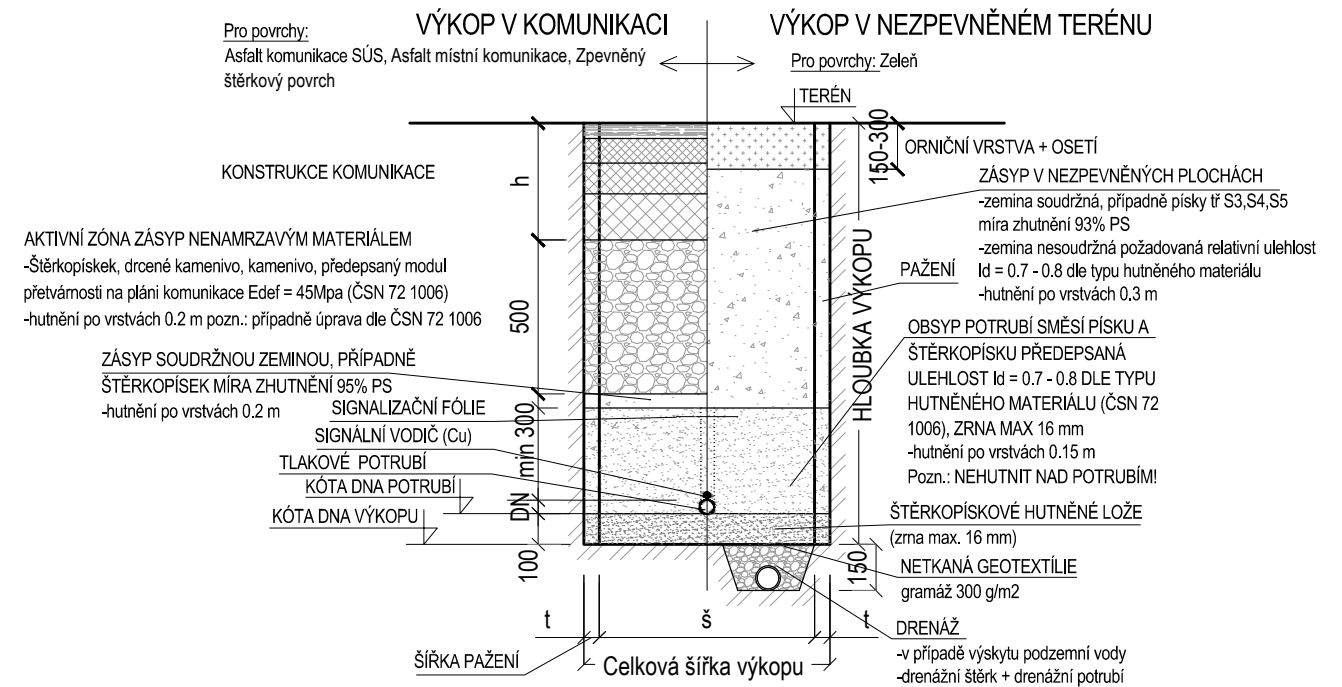 VÝKOP V KOMUNIKACI
VÝKOP V NEZPEVNĚNÉM TERÉNU
Pro povrchy:
Asfalt komunikace SÚS, Asfalt místní komunikace, Zpevněný
štěrkový povrch
Pro povrchy: Zeleň
TERÉN
KONSTRUKCE KOMUNIKACE
h
150-300
ORNIČNÍ VRSTVA + OSETÍ
ZÁSYP V NEZPEVNĚNÝCH PLOCHÁCH
-zemina soudržná, případně písky tř S3,S4,S5
míra zhutnění 93% PS
-zemina nesoudržná požadovaná relativní ulehlost
Id = 0.7 - 0.8 dle typu hutněného materiálu
-hutnění po vrstvách 0.3 m
AKTIVNÍ ZÓNA ZÁSYP NENAMRZAVÝM MATERIÁLEM
-Štěrkopískek, drcené kamenivo, kamenivo, předepsaný modul
přetvárnosti na pláni komunikace Edef = 45Mpa (ČSN 72 1006)
-hutnění po vrstvách 0.2 m pozn.: případně úprava dle ČSN 72 1006
500
HLOUBKA VÝKOPU
PAŽENÍ
ZÁSYP SOUDRŽNOU ZEMINOU, PŘÍPADNĚ
ŠTĚRKOPÍSEK MÍRA ZHUTNĚNÍ 95% PS
-hutnění po vrstvách 0.2 m
OBSYP POTRUBÍ SMĚSÍ PÍSKU A
ŠTĚRKOPÍSKU PŘEDEPSANÁ
ULEHLOST Id = 0.7 - 0.8 DLE TYPU
HUTNĚNÉHO MATERIÁLU (ČSN 72
1006), ZRNA MAX 16 mm
-hutnění po vrstvách 0.15 m
Pozn.: NEHUTNIT NAD POTRUBÍM!
SIGNALIZAČNÍ FÓLIE
min 300
SIGNÁLNÍ VODIČ (Cu)
TLAKOVÉ POTRUBÍ
KÓTA DNA POTRUBÍ
DN
KÓTA DNA VÝKOPU
100
ŠTĚRKOPÍSKOVÉ HUTNĚNÉ LOŽE
(zrna max. 16 mm)
150
NETKANÁ GEOTEXTÍLIE
gramáž 300 g/m2
t
š
t
DRENÁŽ
-v případě výskytu podzemní vody
-drenážní štěrk + drenážní potrubí
ŠÍŘKA PAŽENÍ
Celková šířka výkopu